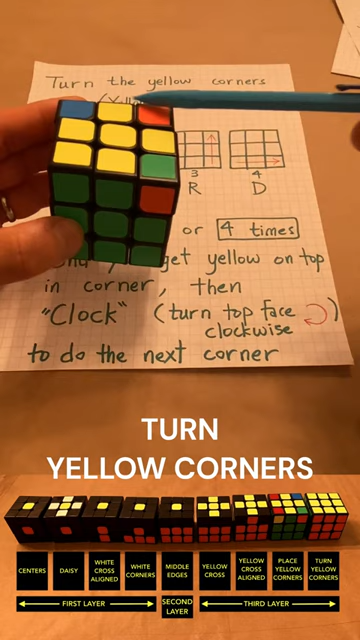 Turn the yellow corners
3 4
R D
or 4 times
get yellow on top
in corner, then
"Clock" (turn top face
clockwise
to do the next corner
TURN
YELLOW CORNERS
CENTERS
DAISY
WHITE
CROSS
ALIGNED
WHITE
CORNERS
MIDDLE
EDGES
YELLOW
CROSS
YELLOW
CROSS
ALIGNED
PLACE
YELLOW
CORNERS
TURN
YELLOW
CORNERS
FIRST LAYER
SECOND
LAYER
THIRD LAYER